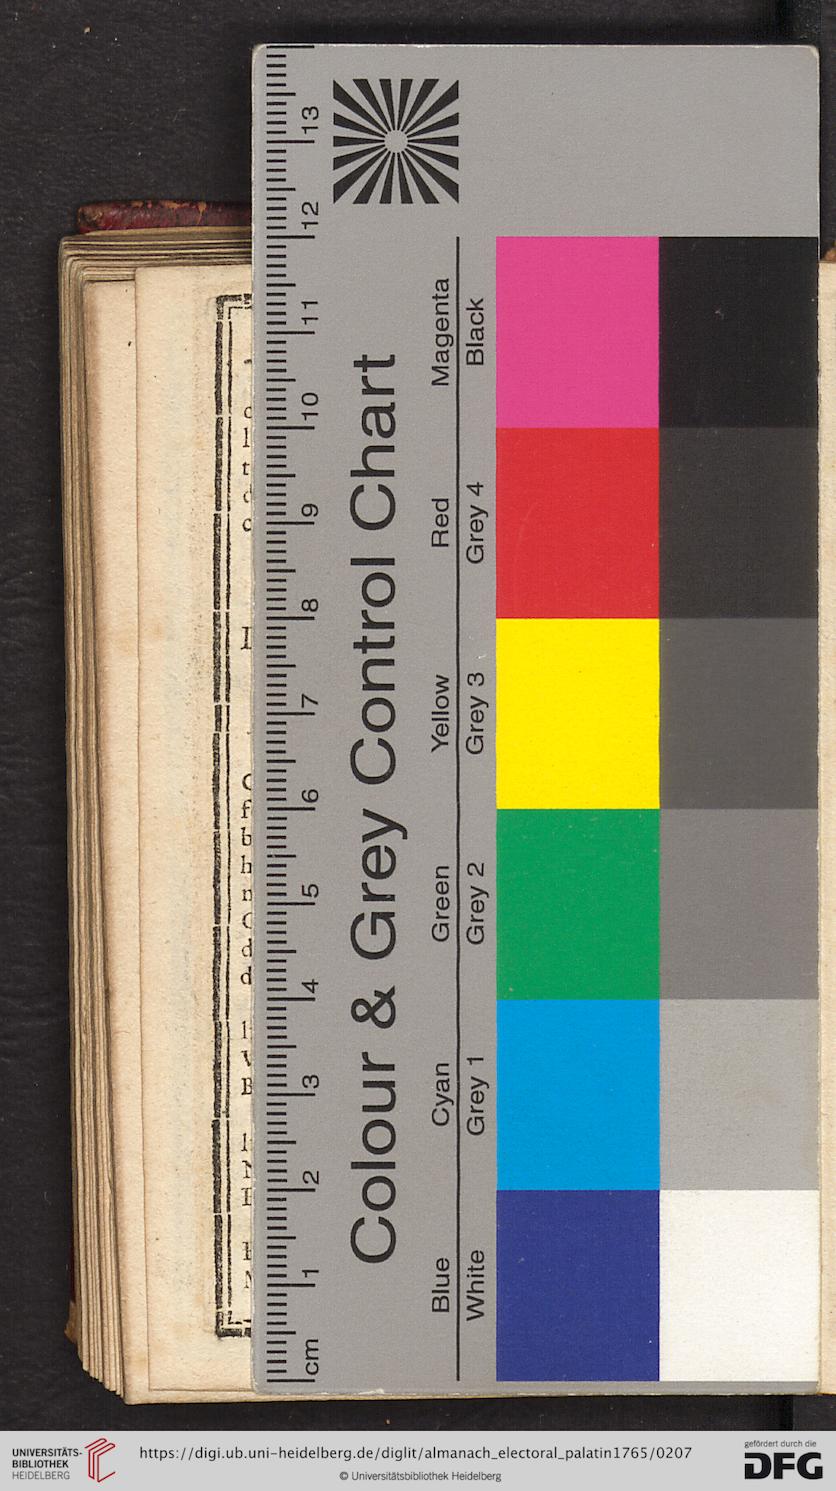 13
12
11
10
9
8
7
6
5
4
3
2
1
cm
Colour & Grey Control Chart
Blue Cyan Green Yellow Red Magenta
White Grey 1 Grey 2 Grey 3 Grey 4 Black
UNIVERSITÄTS-
BIBLIOTHEK
HEIDELBERG
https://digi.ub.uni-heidelberg.de/diglit/almanach_electoral_palatin1765/0207
© Universitätsbibliothek Heidelberg
gefördert durch die
DFG